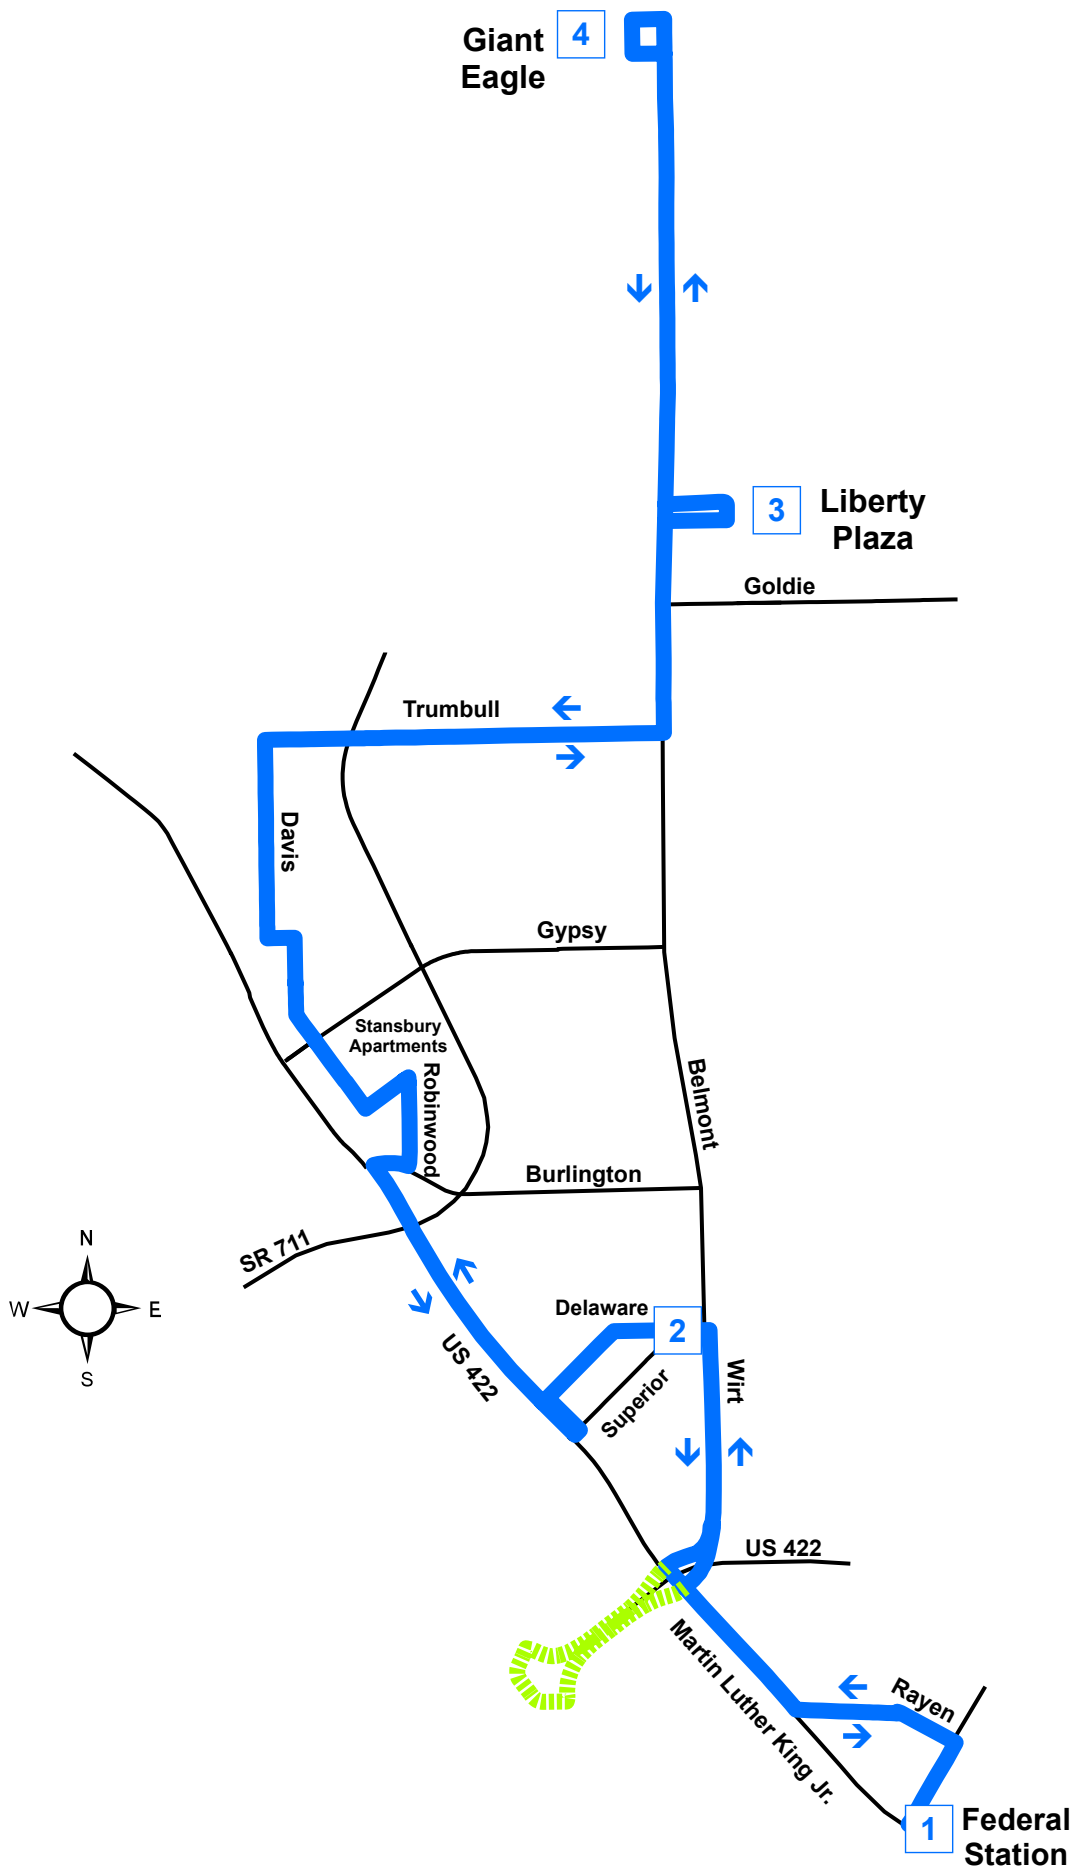 Giant
Eagle
4
3
Liberty
Plaza
Goldie
Trumbull
Davis
Gypsy
Stansbury
Apartments
Robinwood
Belmont
Burlington
SR 711
N
W
E
S
Delaware
2
US 422
Superior
Wirt
US 422
Martin Luther King Jr.
Rayen
1
Federal
Station